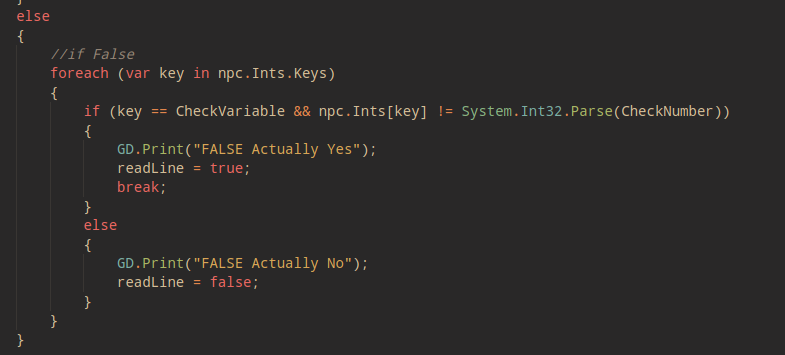 }
else
{
//if False
foreach (var key in npc.Ints.Keys)
{
if (key == CheckVariable && npc.Ints[key] != System.Int32.Parse(CheckNumber))
{
GD.Print("FALSE Actually Yes");
readLine = true;
break;
}
else
{
GD.Print("FALSE Actually No");
readLine = false;
}
}
}